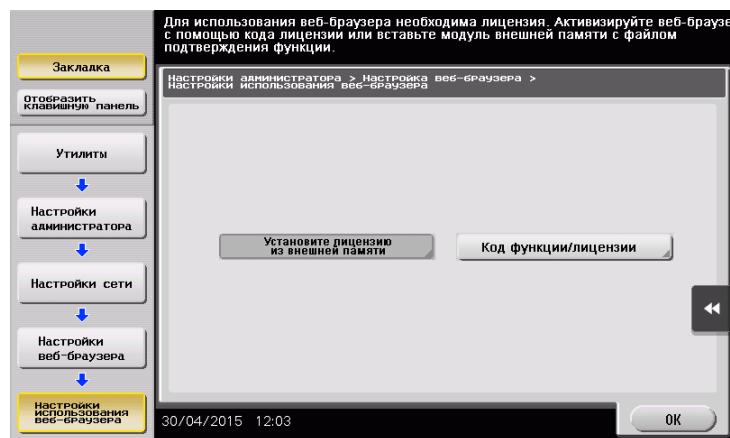 Для использования веб-браузера необходима лицензия. Активизируйте веб-браузе
с помощью кода лицензии или вставьте модуль внешней памяти с файлом
подтверждения функции.
Закладка
Отобразить
клавишную панель
Настройки администратора > Настройка веб-браузера >
Настройки использования веб-браузера
Утилиты
Настройки
администратора
Установите лицензию
из внешней памяти
Код функции/лицензии
Настройки сети
Настройки
веб-браузера
Настройки
использования
веб-браузера
30/04/2015 12:03
OK